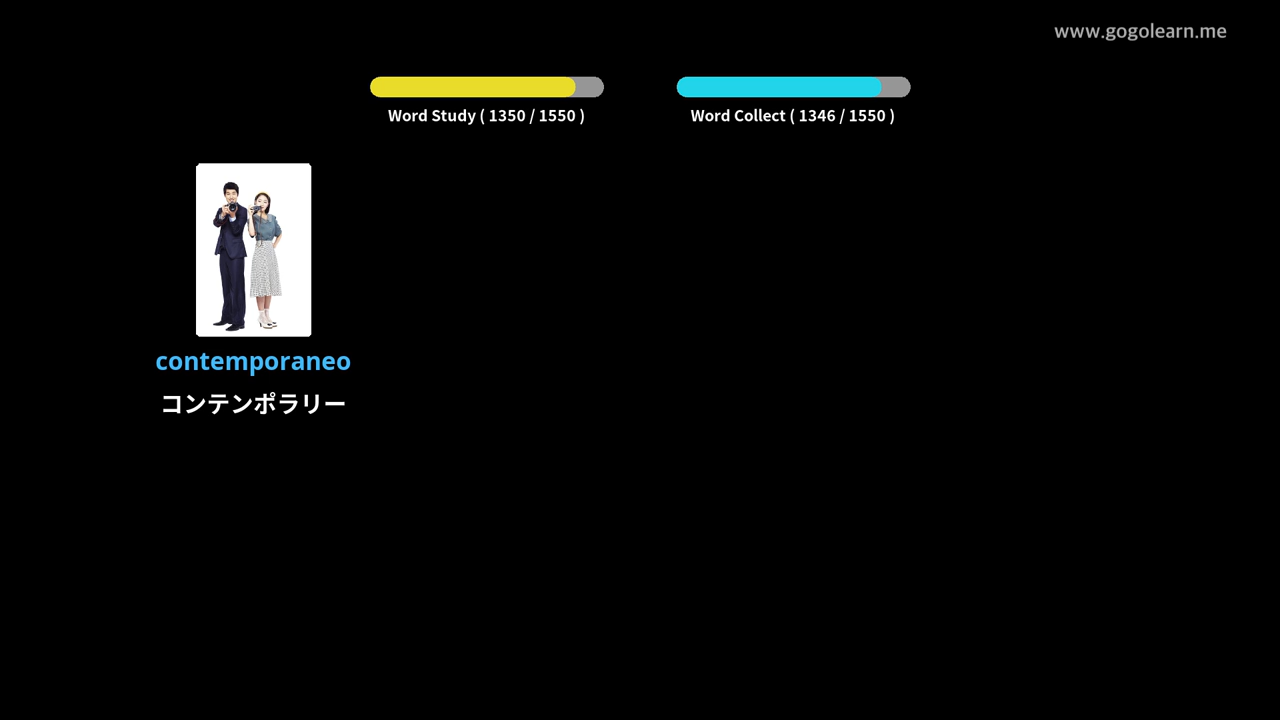 www.gogolearn.me
Word Study ( 1350 / 1550 )
Word Collect ( 1346 / 1550 )
contemporaneo
コンテンポラリー